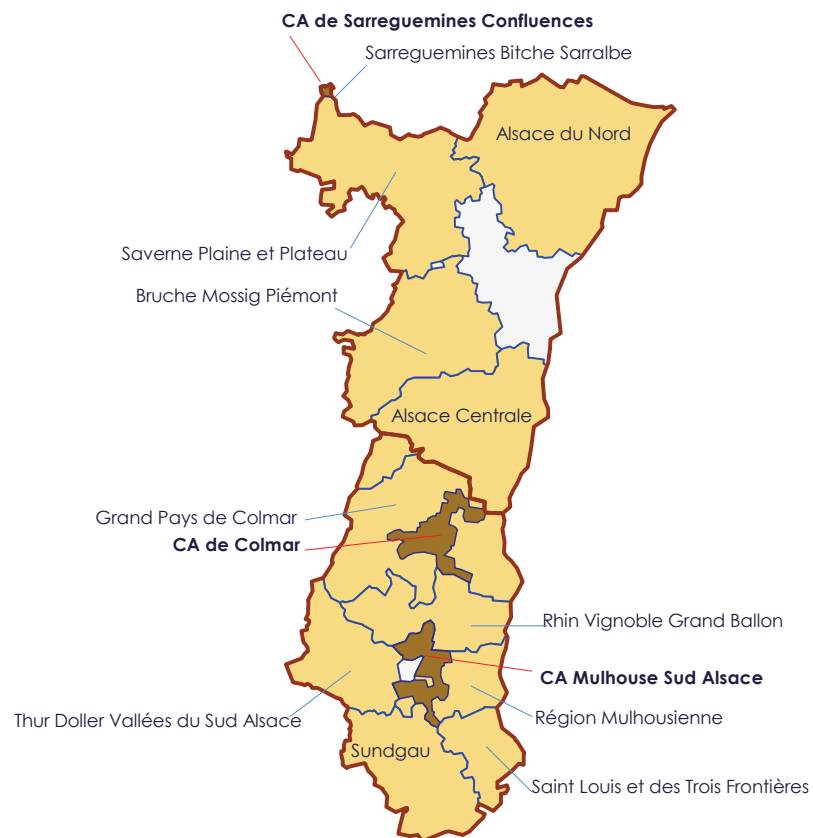 CA de Sarreguemines Confluences
Sarreguemines Bitche Sarralbe
Alsace du Nord
Saverne Plaine et Plateau
Bruche Mossig Piémont
Alsace Centrale
Grand Pays de Colmar
CA de Colmar
Rhin Vignoble Grand Ballon
CA Mulhouse Sud Alsace
Thur Doller Vallées du Sud Alsace
Région Mulhousienne
Sundgau
Saint Louis et des Trois Frontières